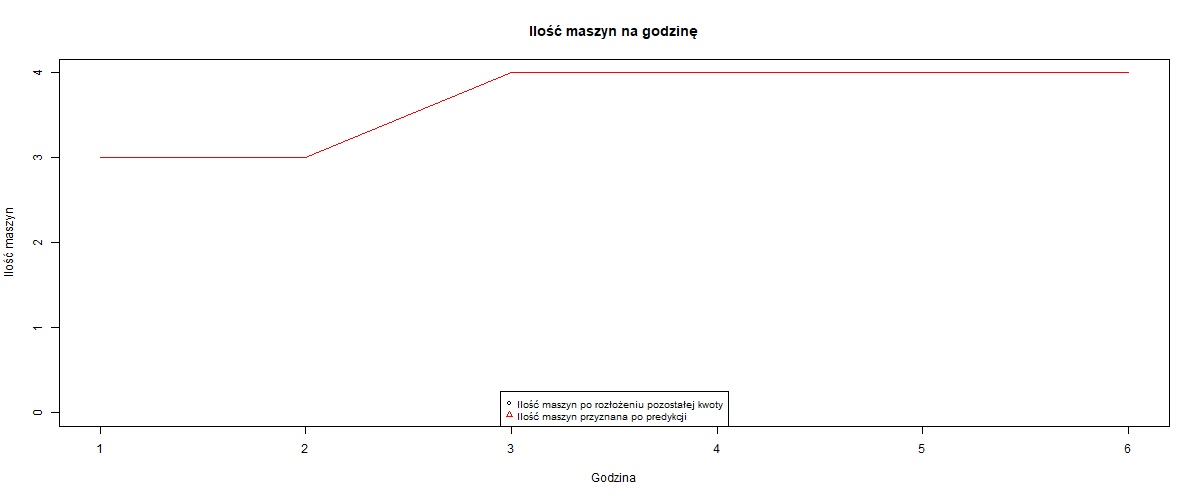 Ilość maszyn na godzinę
Ilość maszyn
4
3
2
1
0
Ilość maszyn po rozłożeniu pozostałej kwoty
Ilość maszyn przyznana po predykcji
1 2 3 4 5 6
Godzina